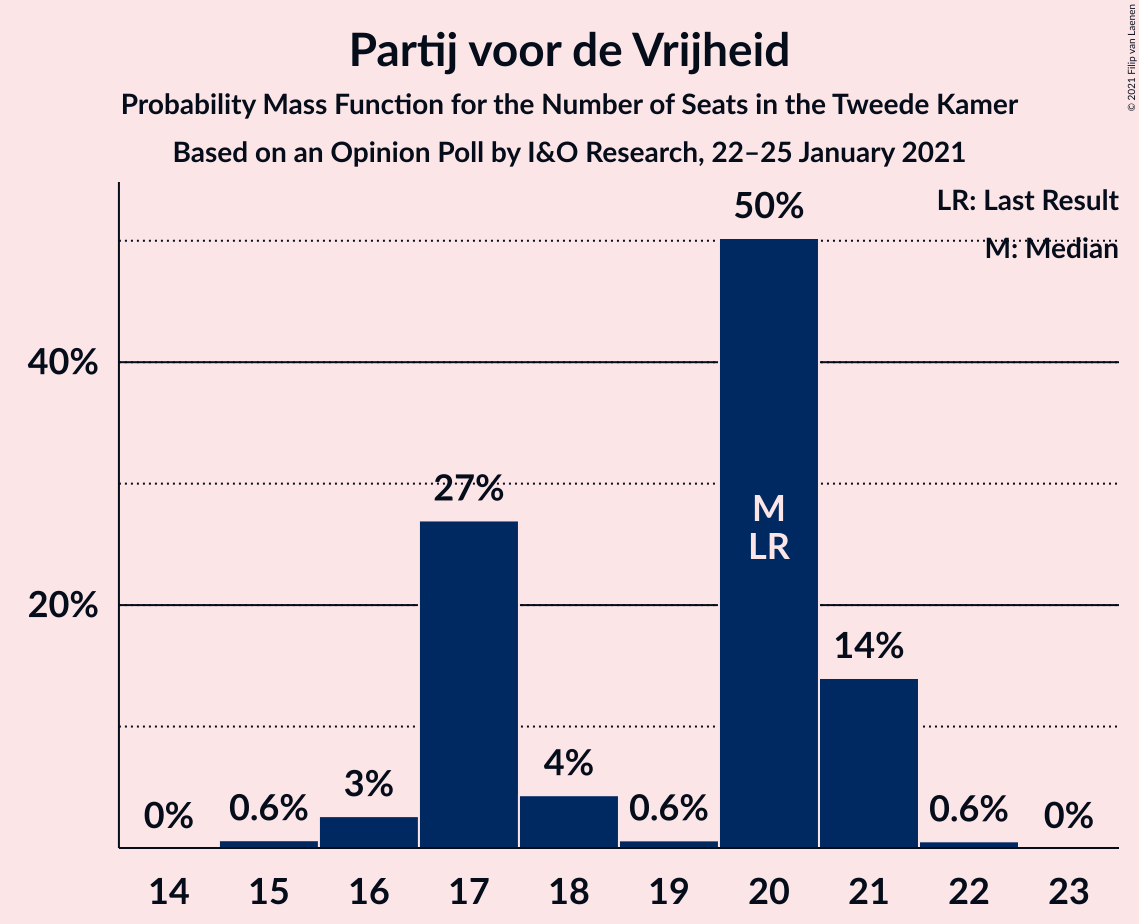 Partij voor de Vrijheid
Probability Mass Function for the Number of Seats in the Tweede Kamer
Based on an Opinion Poll by I&O Research, 22–25 January 2021
© 2021 Filip van Laenen
LR: Last Result
M: Median
40%
20%
0%
0.6%
3%
27%
4%
0.6%
50%
14%
0.6%
0%
M
LR
14
15
16
17
18
19
20
21
22
23